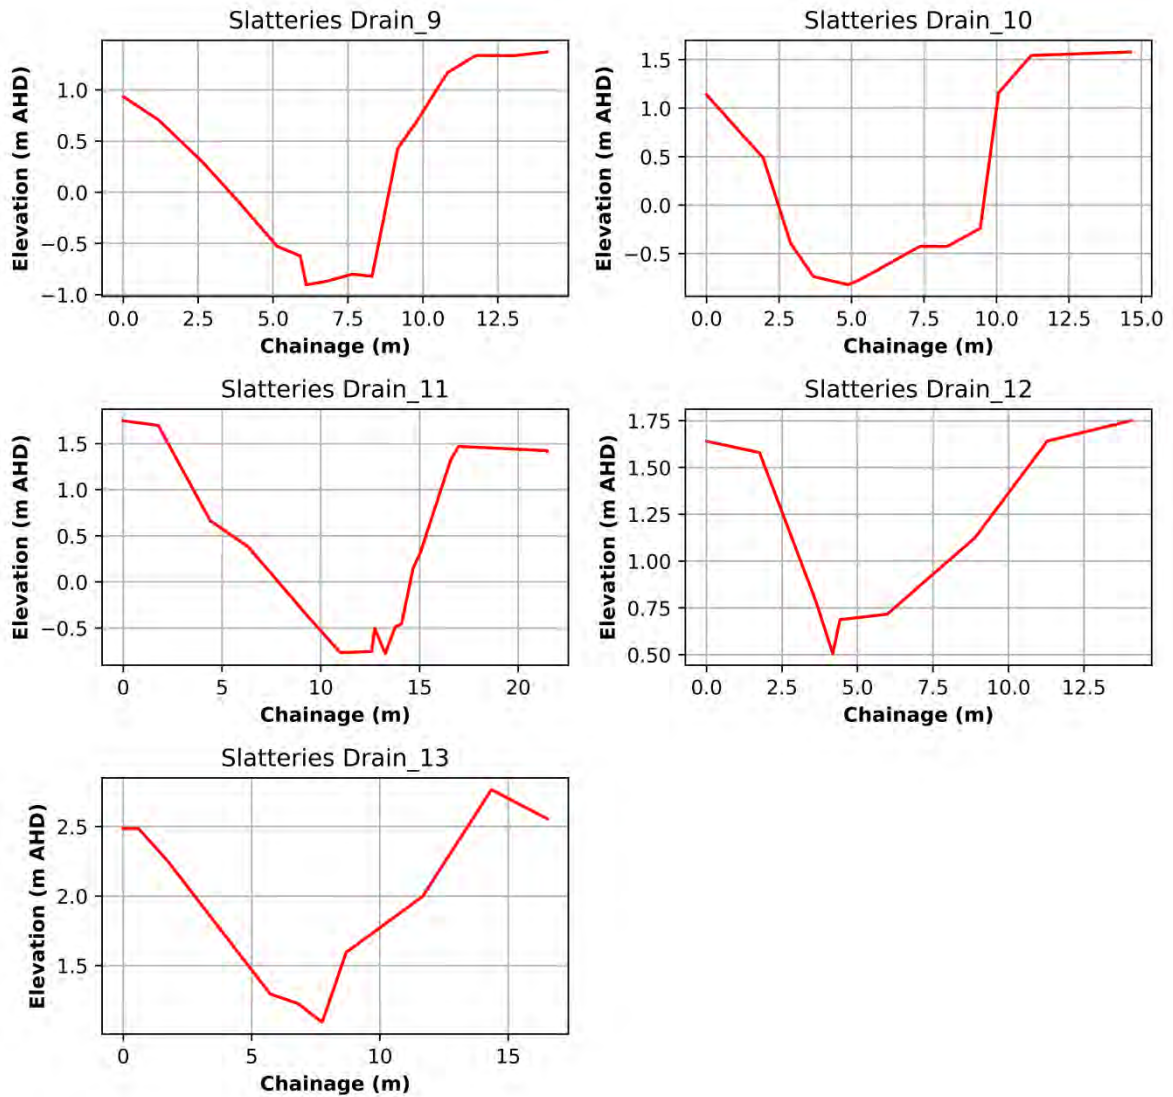 Slatteries Drain_9
Elevation (m AHD)
1.0
0.5
0.0
−0.5
−1.0
0.0 2.5 5.0 7.5 10.0 12.5
Chainage (m)
Slatteries Drain_10
Elevation (m AHD)
1.5
1.0
0.5
0.0
−0.5
0.0 2.5 5.0 7.5 10.0 12.5 15.0
Chainage (m)
Slatteries Drain_11
Elevation (m AHD)
1.5
1.0
0.5
0.0
−0.5
0 5 10 15 20
Chainage (m)
Slatteries Drain_12
Elevation (m AHD)
1.75
1.50
1.25
1.00
0.75
0.50
0.0 2.5 5.0 7.5 10.0 12.5
Chainage (m)
Slatteries Drain_13
Elevation (m AHD)
2.5
2.0
1.5
0 5 10 15
Chainage (m)